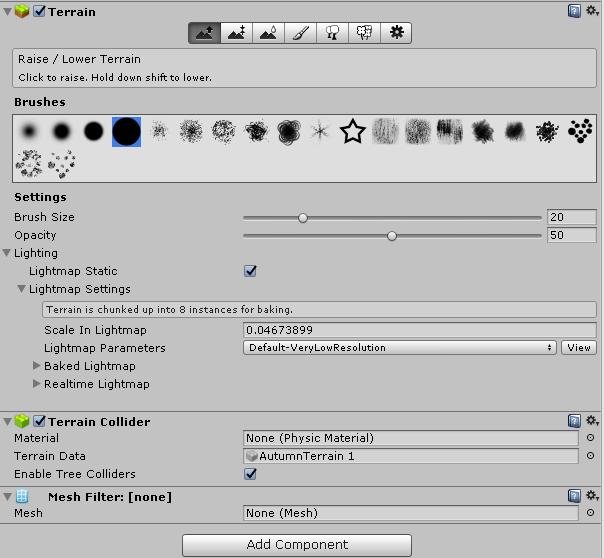 Terrain
Raise / Lower Terrain
Click to raise. Hold down shift to lower.
Brushes
Settings
Brush Size 20
Opacity 50
Lighting
Lightmap Static
Lightmap Settings
Terrain is chunked up into 8 instances for baking.
Scale In Lightmap 0.04673899
Lightmap Parameters Default-VeryLowResolution View
Baked Lightmap
Realtime Lightmap
Terrain Collider
Material None (Physic Material)
Terrain Data AutumnTerrain 1
Enable Tree Colliders
Mesh Filter: [none]
Mesh None (Mesh)
Add Component